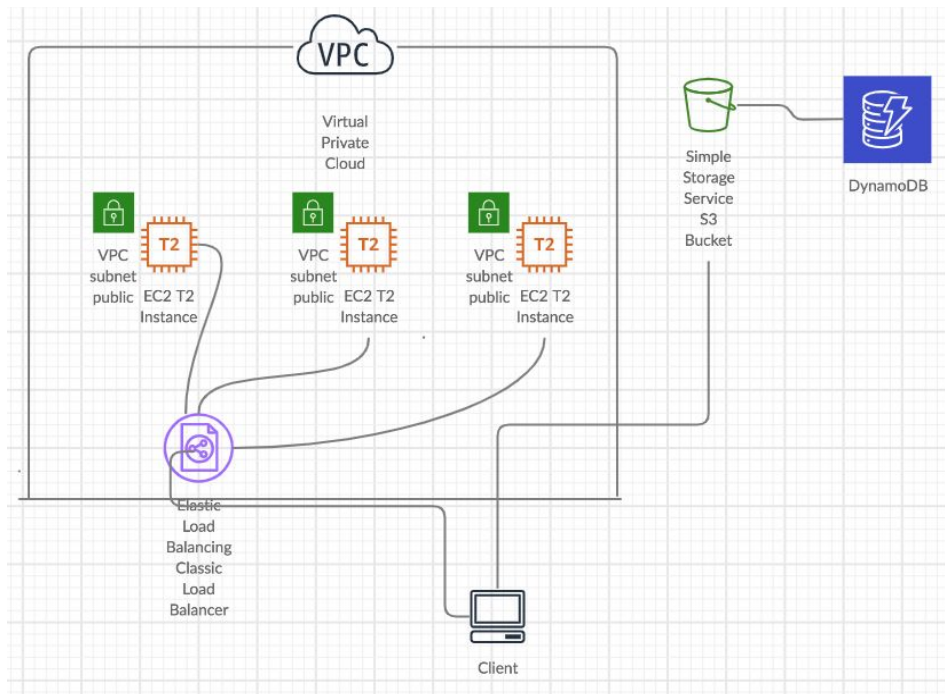 VPC
Virtual
Private
Cloud
T2
VPC
subnet
public
EC2 T2
Instance
T2
VPC
subnet
public
EC2 T2
Instance
T2
VPC
subnet
public
EC2 T2
Instance
Simple
Storage
Service
S3
Bucket
DynamoDB
Elastic
Load
Balancing
Classic
Load
Balancer
Client